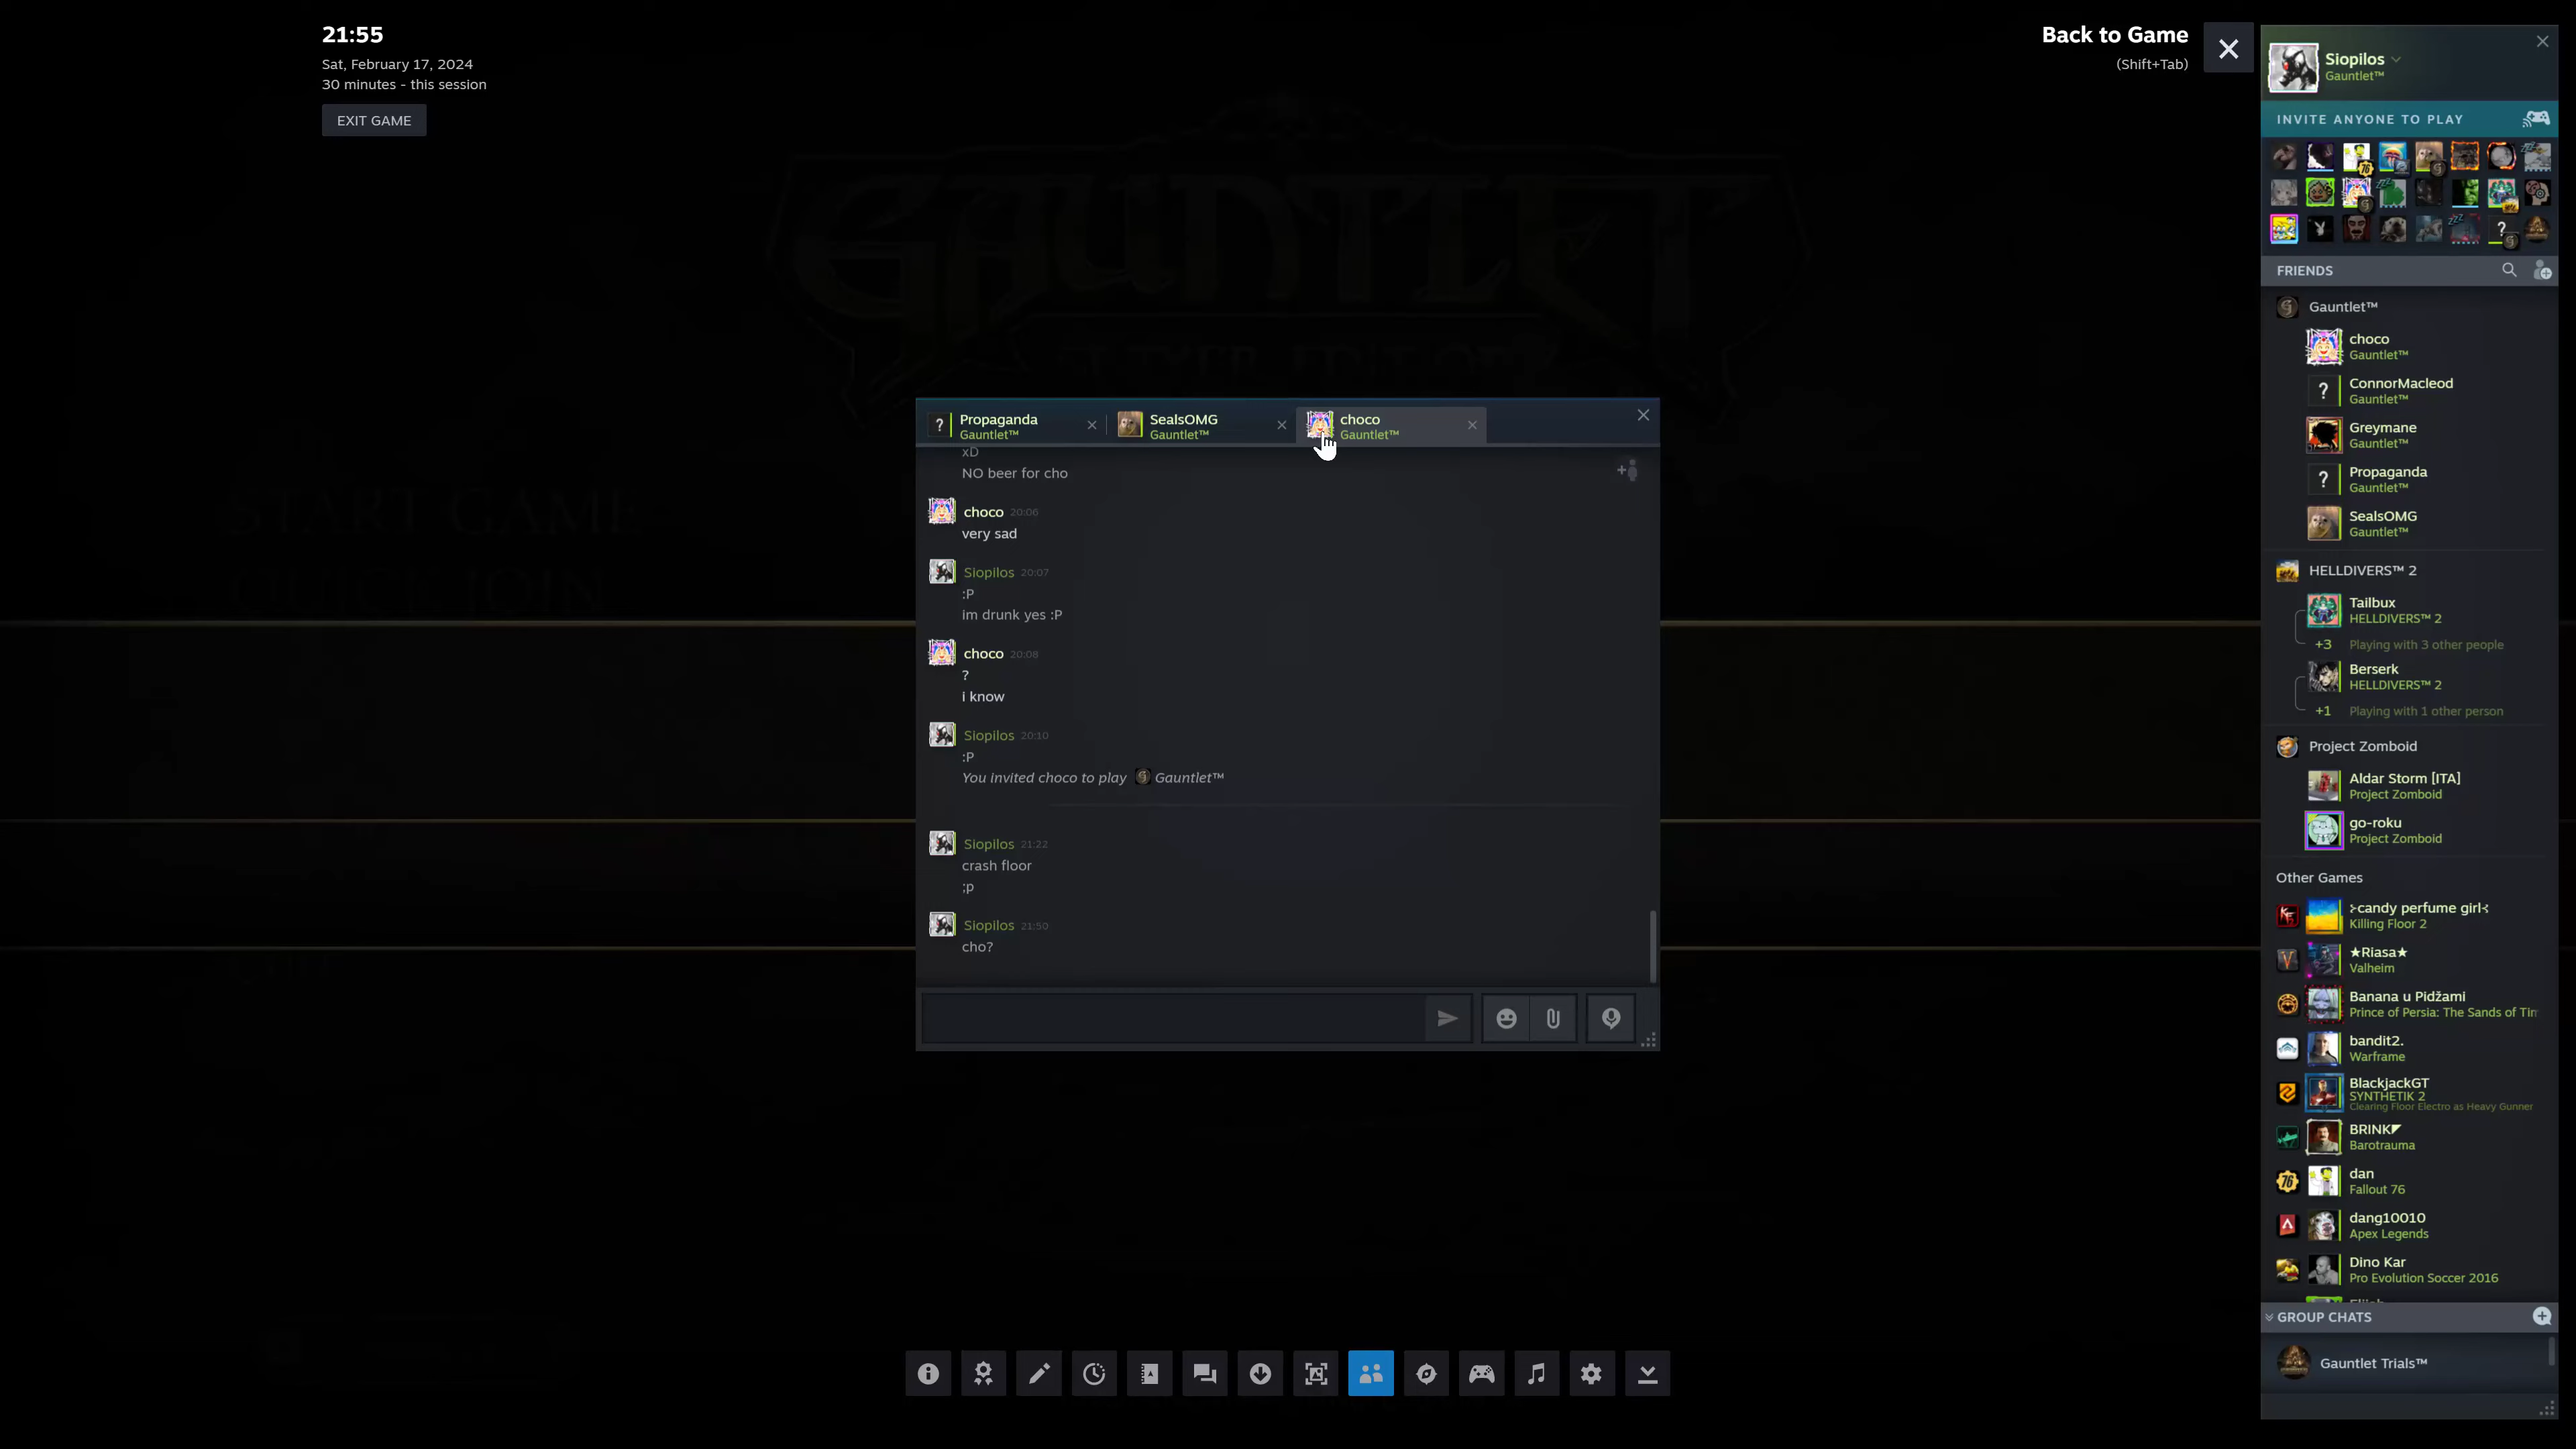 21:55
Sat, February 17, 2024
30 minutes - this session
EXIT GAME
Back to Game
(Shift+Tab)
GAUNTLET
START GAME
QUICK JOIN
Propaganda
Gauntlet™
SealsOMG
Gauntlet™
choco
Gauntlet™
xD
NO beer for cho
choco 20:06
very sad
Siopilos 20:07
:P
im drunk yes :P
choco 20:08
?
i know
Siopilos 20:10
:P
You invited choco to play Gauntlet™
Siopilos 21:22
crash floor
;p
Siopilos 21:50
cho?
Siopilos
Gauntlet™
INVITE ANYONE TO PLAY
FRIENDS
Gauntlet™
choco
Gauntlet™
ConnorMacleod
Gauntlet™
Greymane
Gauntlet™
Propaganda
Gauntlet™
SealsOMG
Gauntlet™
HELLDIVERS™ 2
Tailbux
HELLDIVERS™ 2
+3 Playing with 3 other people
Berserk
HELLDIVERS™ 2
+1 Playing with 1 other person
Project Zomboid
Aldar Storm [ITA]
Project Zomboid
go-roku
Project Zomboid
Other Games
⊱candy perfume girl⊰
Killing Floor 2
★Riasa★
Valheim
Banana u Pidžami
Prince of Persia: The Sands of Tim
bandit2.
Warframe
BlackjackGT
SYNTHETIK 2
Clearing Floor Electro as Heavy Gunner
BRINK◤
Barotrauma
dan
Fallout 76
dang10010
Apex Legends
Dino Kar
Pro Evolution Soccer 2016
GROUP CHATS
Gauntlet Trials™